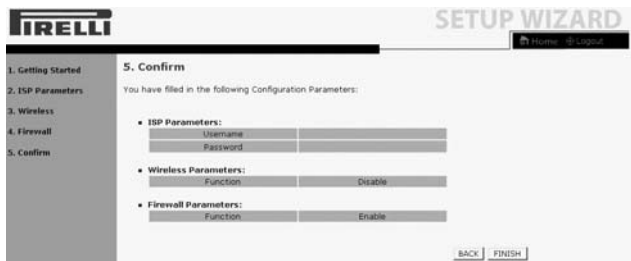 PIRELLI
SETUP WIZARD
Home Logout
1. Getting Started
2. ISP Parameters
3. Wireless
4. Firewall
5. Confirm
5. Confirm
You have filled in the following Configuration Parameters:
ISP Parameters:
Username
Password
Wireless Parameters:
Function Disable
Firewall Parameters:
Function Enable
BACK FINISH